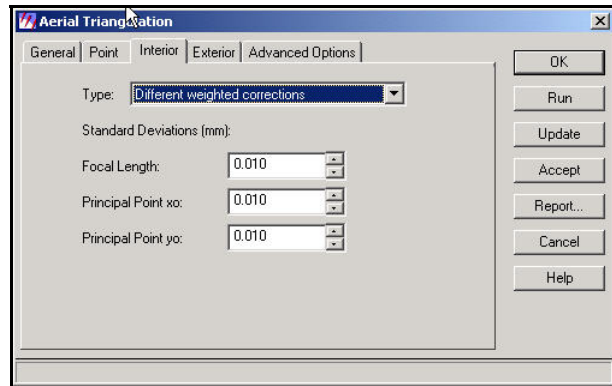 Aerial Triangulation
General Point Interior Exterior Advanced Options
Type: Different weighted corrections
Standard Deviations (mm):
Focal Length: 0.010
Principal Point xo: 0.010
Principal Point yo: 0.010
OK
Run
Update
Accept
Report...
Cancel
Help